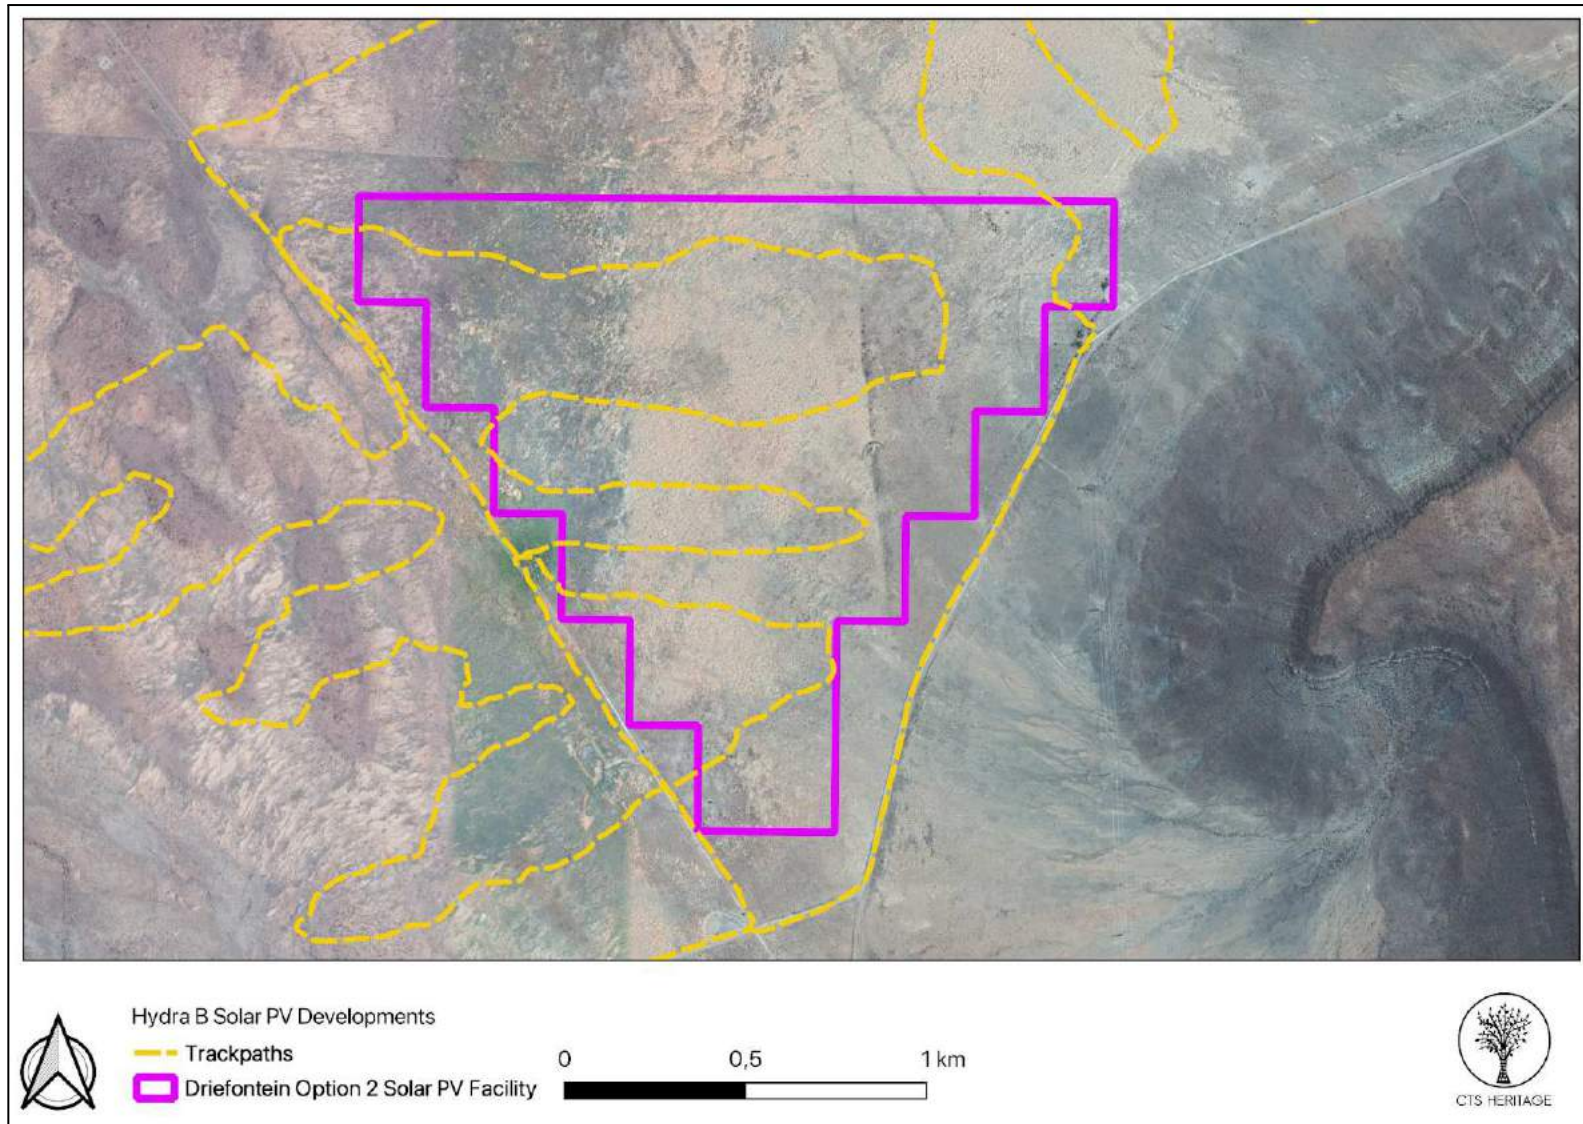 Hydra B Solar PV Developments
Trackpaths
Driefontein Option 2 Solar PV Facility
0 0,5 1 km
CTS HERITAGE